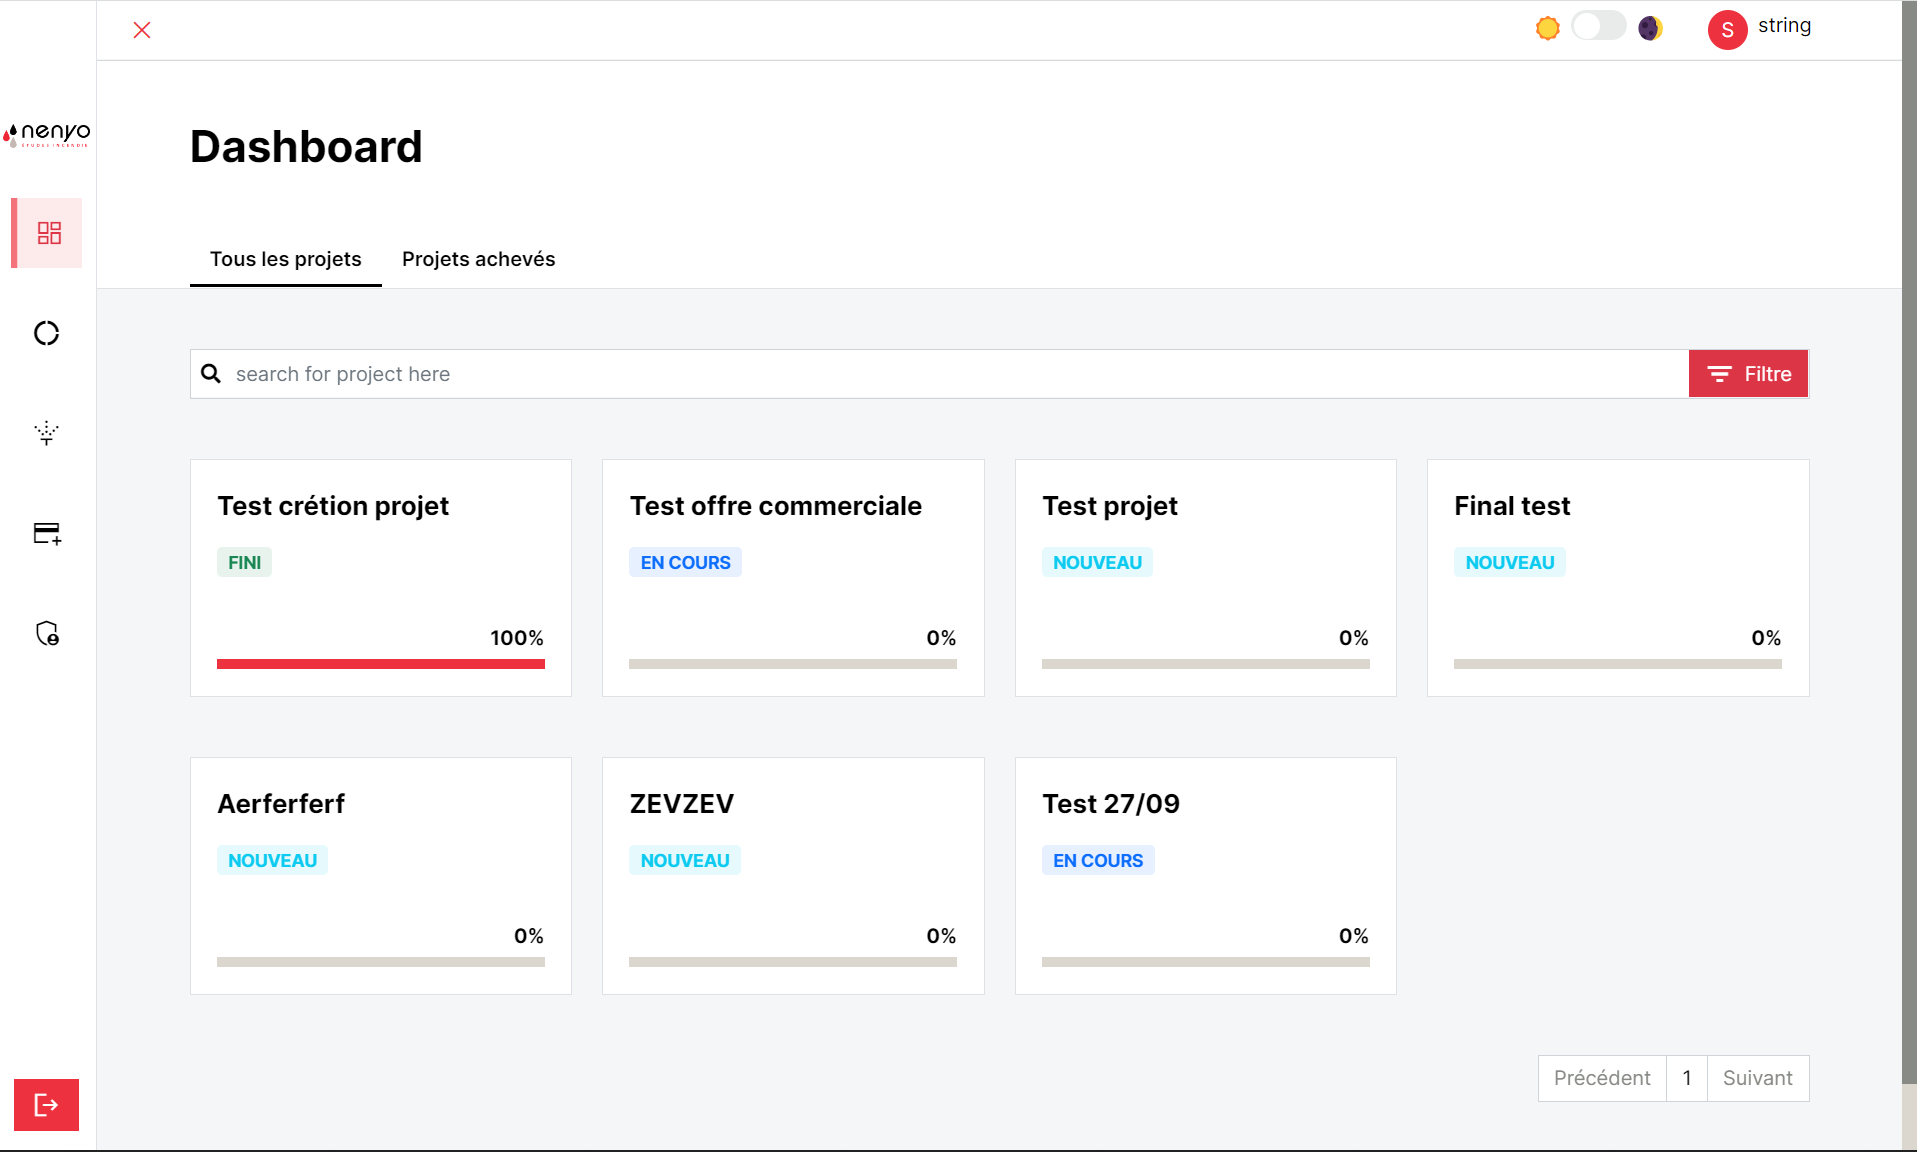 S string
nenyo
ÉTUDES INCENDIE
Dashboard
Tous les projets Projets achevés
search for project here Filtre
Test crétion projet Test offre commerciale Test projet Final test
FINI EN COURS NOUVEAU NOUVEAU
100% 0% 0% 0%
Aerferferf ZEVZEV Test 27/09
NOUVEAU NOUVEAU EN COURS
0% 0% 0%
Précédent 1 Suivant